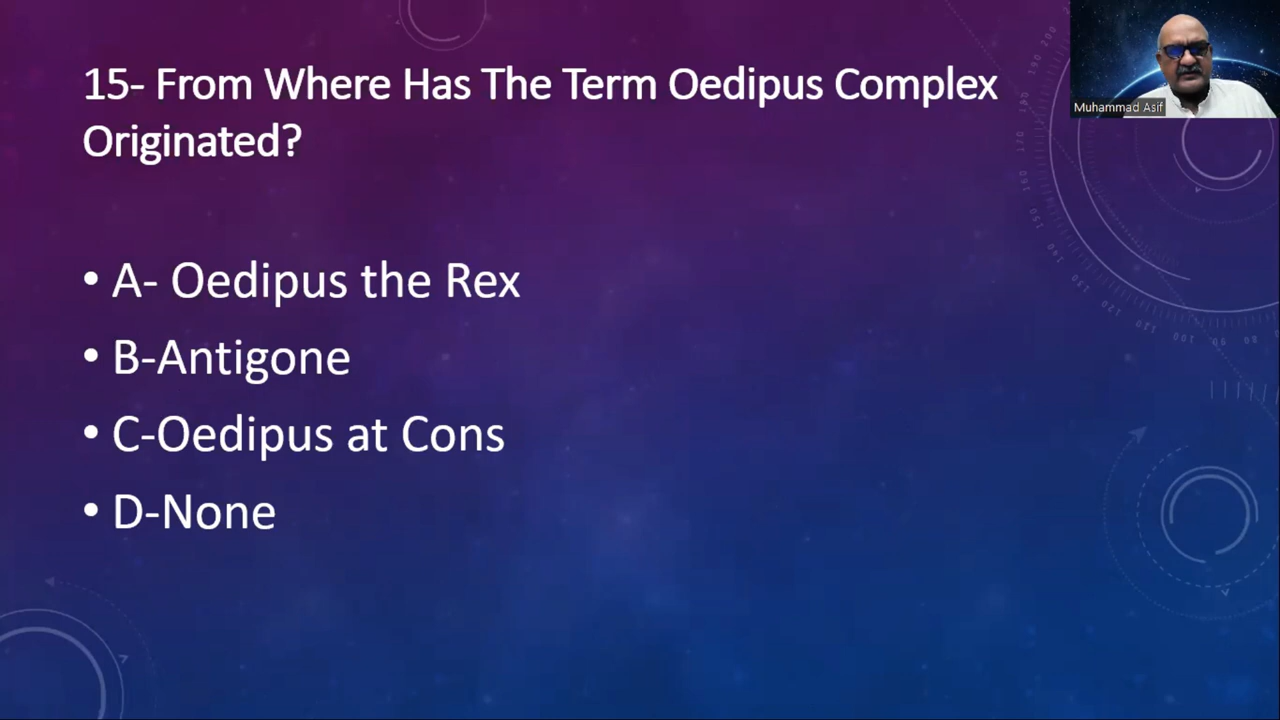 15- From Where Has The Term Oedipus Complex
Originated?
Muhammad Asif
• A- Oedipus the Rex
• B-Antigone
• C-Oedipus at Cons
• D-None